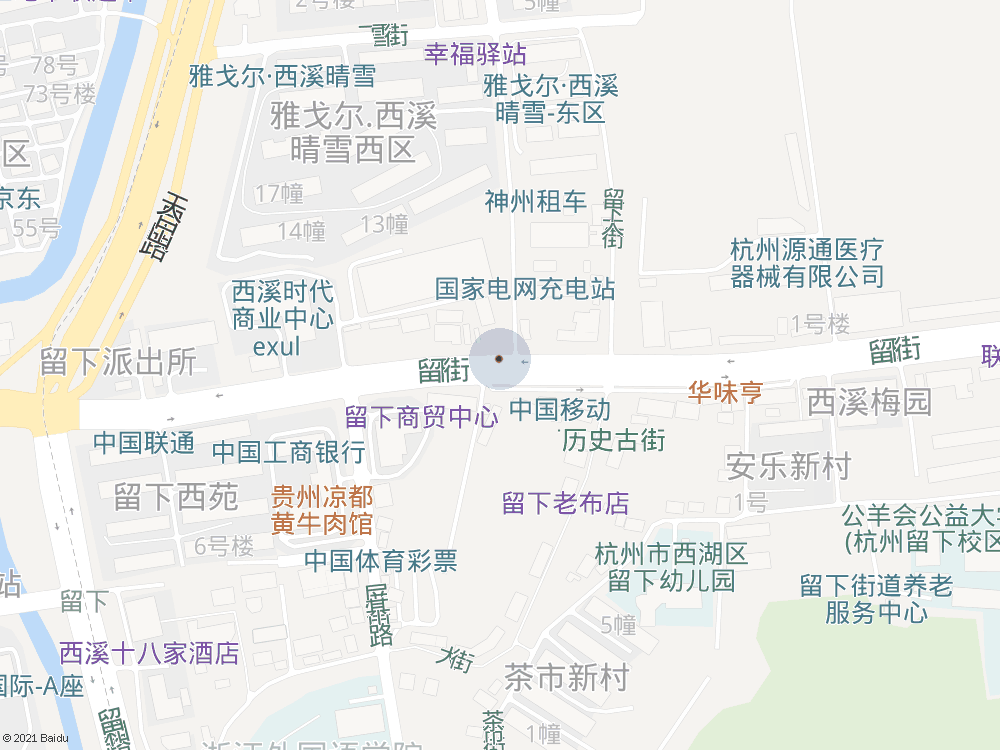 2号楼
5幢
雪街
幸福驿站
78号
雅戈尔·西溪晴雪
雅戈尔·西溪
晴雪-东区
73号楼
雅戈尔.西溪
晴雪西区
区
京东
17幢
神州租车
55号
14幢
13幢
留下街
杭州源通医疗
器械有限公司
国家电网充电站
西溪时代
商业中心
exul
1号楼
留下派出所
留街
留街
联
华味亨
西溪梅园
留下商贸中心
中国移动
中国联通
中国工商银行
历史古街
安乐新村
留下西苑
贵州凉都
黄牛肉馆
留下老布店
1号
公羊会公益大学
(杭州留下校区
6号楼
中国体育彩票
杭州市西湖区
留下幼儿园
站
留下
留下街道养老
服务中心
5幢
西溪十八家酒店
大街
国际-A座
茶市新村
茶市街
1幢
浙江外国语学院
© 2021 Baidu